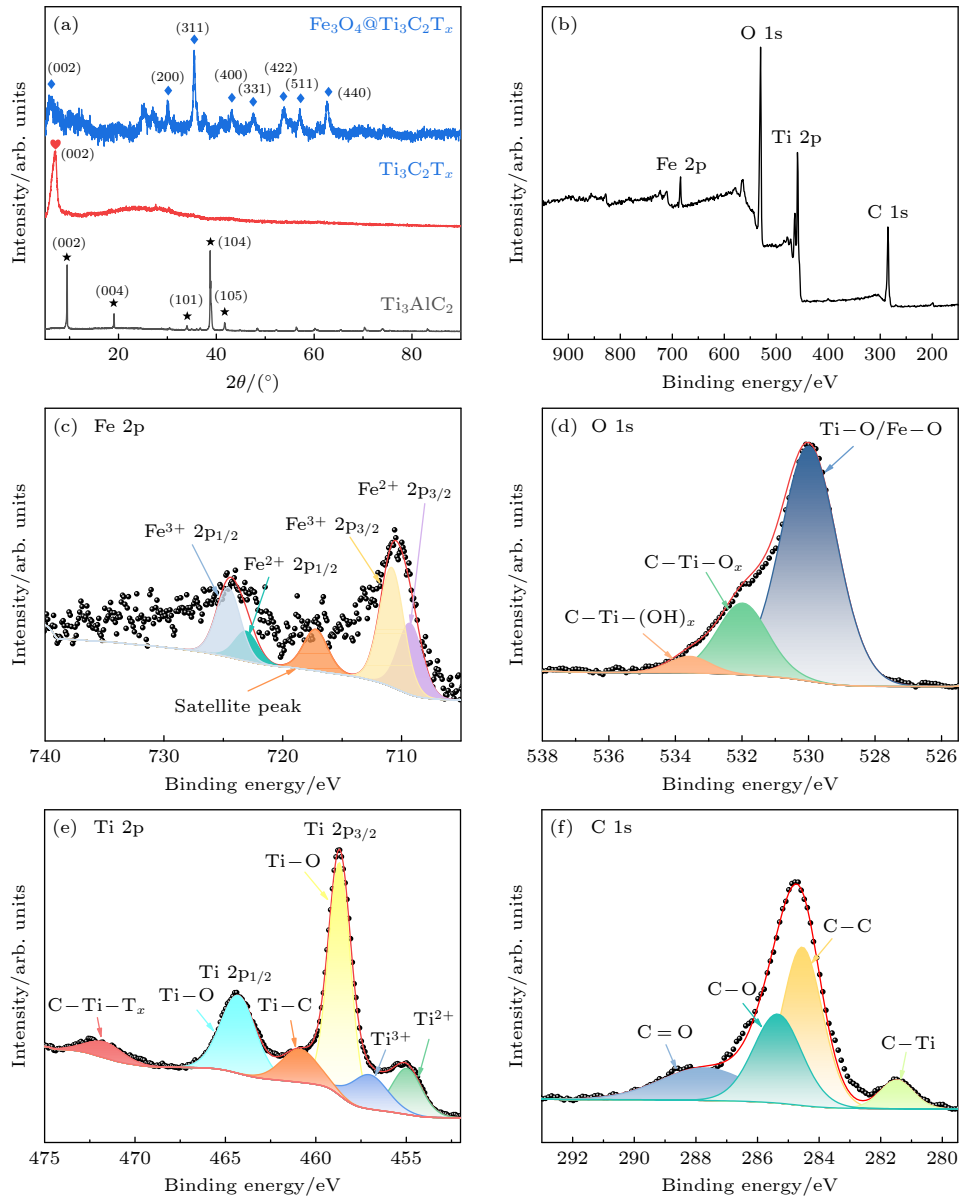 (a)
Fe₃O₄@Ti₃C₂Tₓ
(311)
(002)
(200)
(400)
(331)
(422)
(511)
(440)
(002)
Ti₃C₂Tₓ
(002)
(004)
(101)
(104)
(105)
Ti₃AlC₂
20
40
60
80
2θ/(°)
Intensity/arb. units
(b)
O 1s
Ti 2p
Fe 2p
C 1s
900
800
700
600
500
400
300
200
Binding energy/eV
Intensity/arb. units
(c) Fe 2p
Fe²⁺ 2p₃/₂
Fe³⁺ 2p₃/₂
Fe³⁺ 2p₁/₂
Fe²⁺ 2p₁/₂
Satellite peak
740
730
720
710
Binding energy/eV
Intensity/arb. units
(d) O 1s
Ti−O/Fe−O
C−Ti−Oₓ
C−Ti−(OH)ₓ
538
536
534
532
530
528
526
Binding energy/eV
Intensity/arb. units
(e) Ti 2p
Ti 2p₃/₂
Ti−O
Ti 2p₁/₂
Ti−O
Ti−C
C−Ti−Tₓ
Ti³⁺
Ti²⁺
475
470
465
460
455
Binding energy/eV
Intensity/arb. units
(f) C 1s
C−C
C−O
C=O
C−Ti
292
290
288
286
284
282
280
Binding energy/eV
Intensity/arb. units